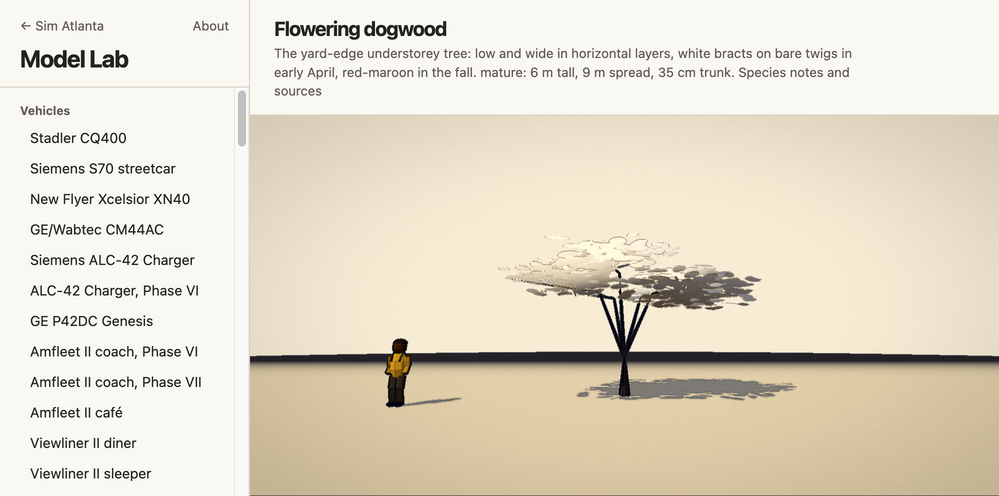 ← Sim Atlanta
About
Model Lab
Vehicles
Stadler CQ400
Siemens S70 streetcar
New Flyer Xcelsior XN40
GE/Wabtec CM44AC
Siemens ALC-42 Charger
ALC-42 Charger, Phase VI
GE P42DC Genesis
Amfleet II coach, Phase VI
Amfleet II coach, Phase VII
Amfleet II café
Viewliner II diner
Viewliner II sleeper
Flowering dogwood
The yard-edge understorey tree: low and wide in horizontal layers, white bracts on bare twigs in
early April, red-maroon in the fall. mature: 6 m tall, 9 m spread, 35 cm trunk. Species notes and
sources